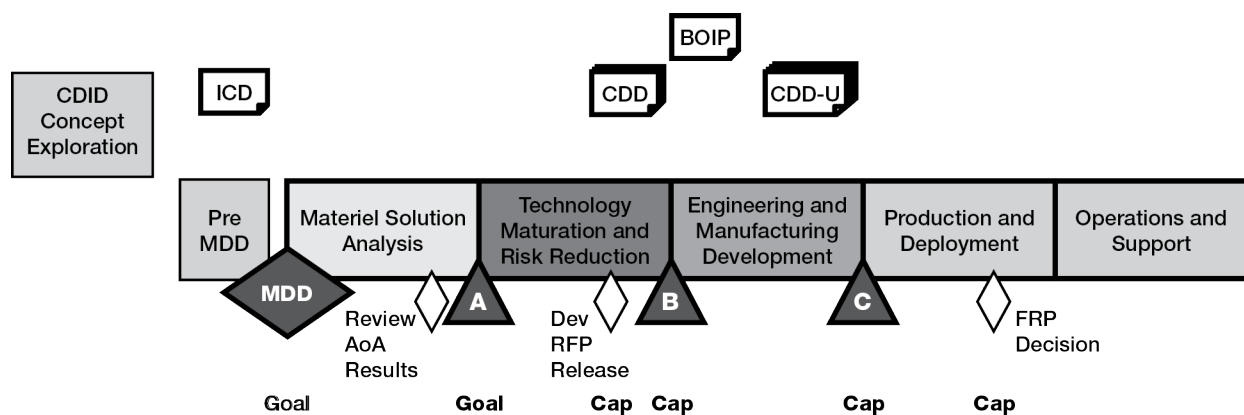 BOIP
ICD
CDD
CDD-U
CDID
Concept
Exploration
Pre
MDD
Materiel Solution
Analysis
Technology
Maturation and
Risk Reduction
Engineering and
Manufacturing
Development
Production and
Deployment
Operations and
Support
MDD
A
B
C
Review
AoA
Results
Dev
RFP
Release
FRP
Decision
Goal
Goal
Cap
Cap
Cap
Cap